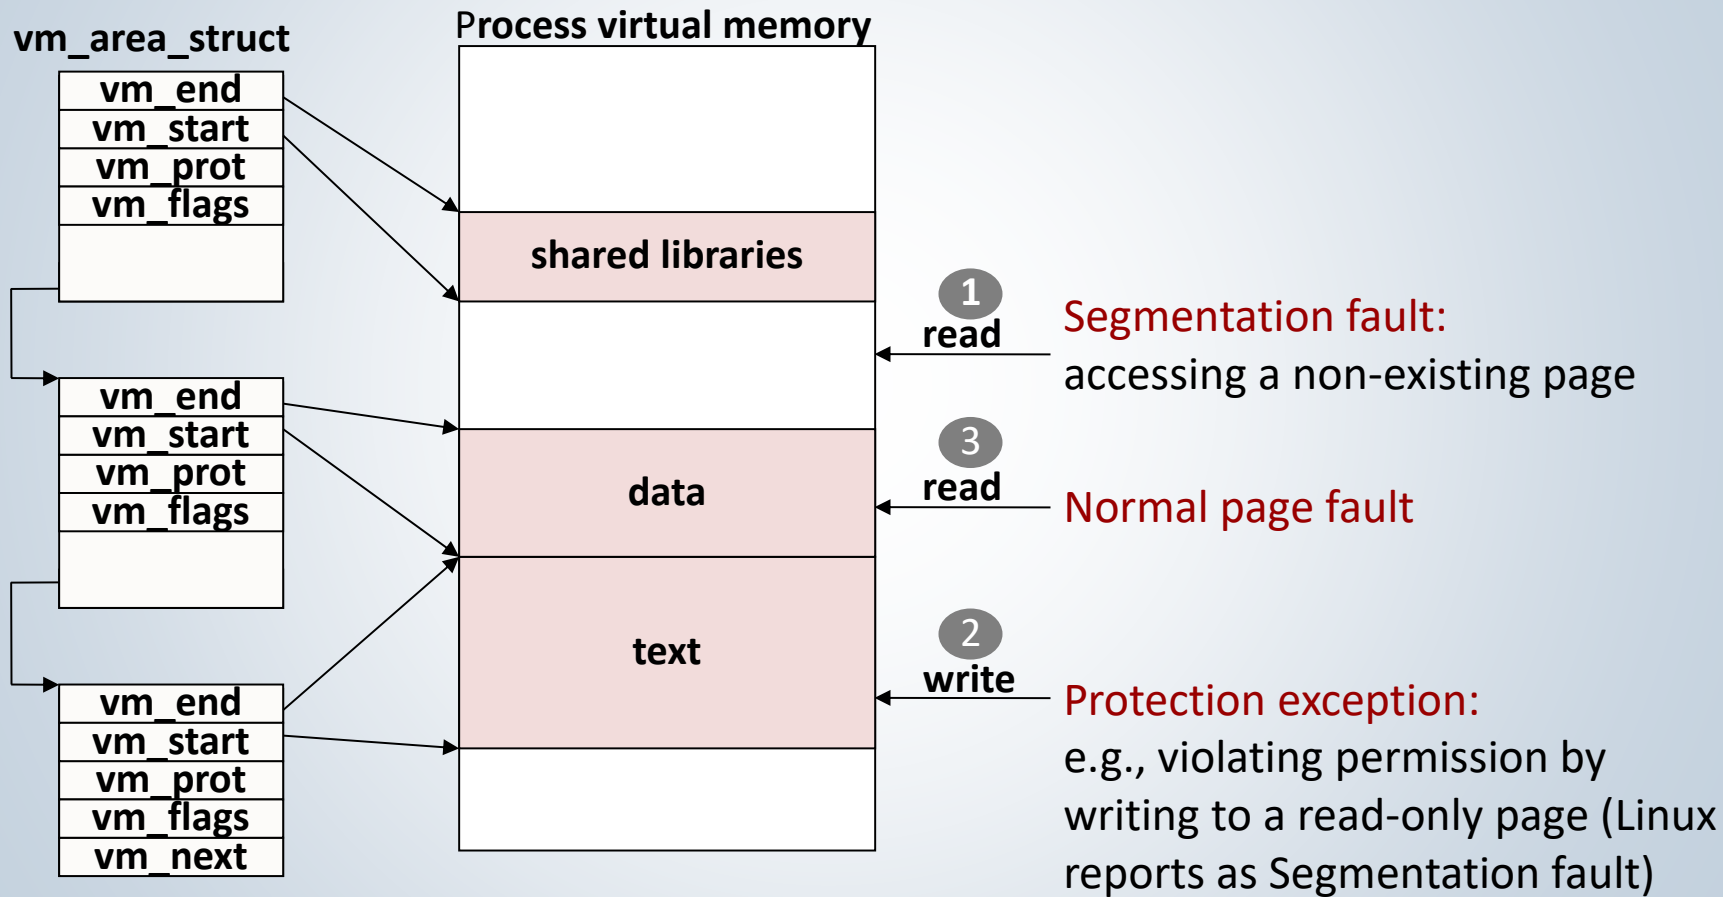 vm_area_struct
vm_end
vm_start
vm_prot
vm_flags
vm_end
vm_start
vm_prot
vm_flags
vm_end
vm_start
vm_prot
vm_flags
vm_next
Process virtual memory
shared libraries
data
text
1
read
Segmentation fault:
accessing a non-existing page
3
read
Normal page fault
2
write
Protection exception:
e.g., violating permission by
writing to a read-only page (Linux
reports as Segmentation fault)